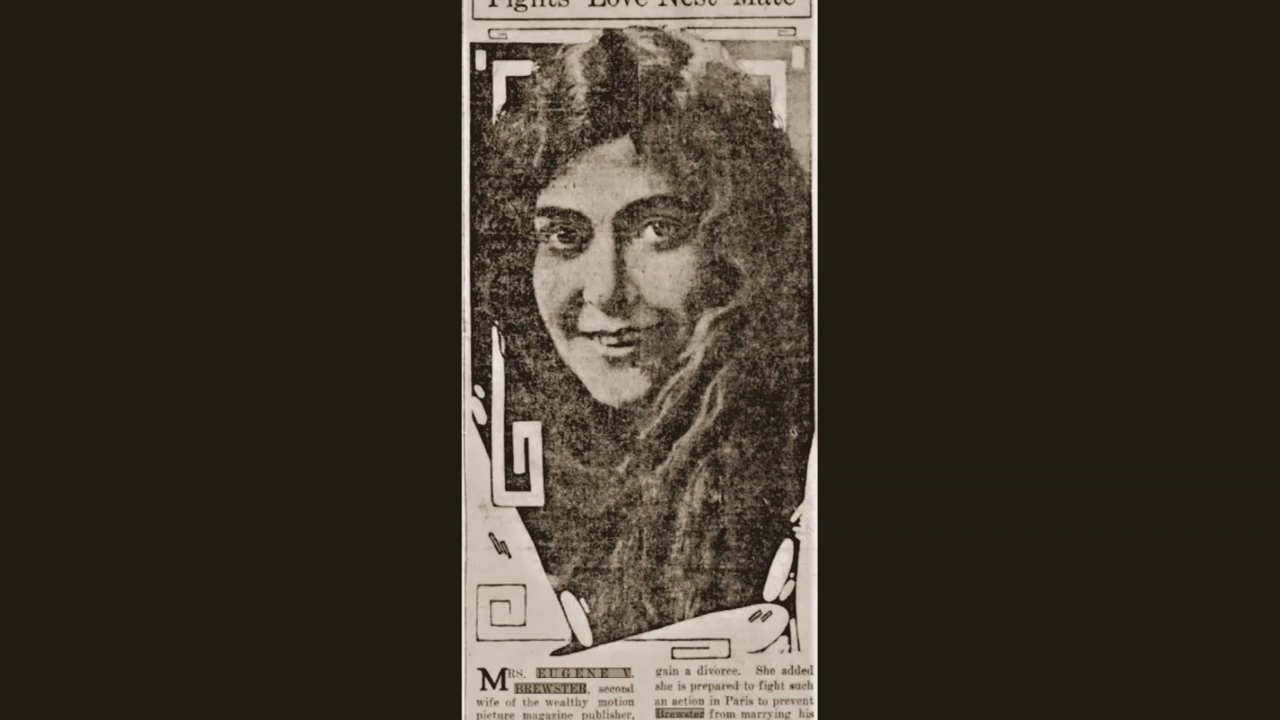 Fights Love Nest Mate
MRS. EUGENE V.
BREWSTER, second
wife of the wealthy motion
picture magazine publisher,
gain a divorce. She added
she is prepared to fight such
an action in Paris to prevent
Brewster from marrying his